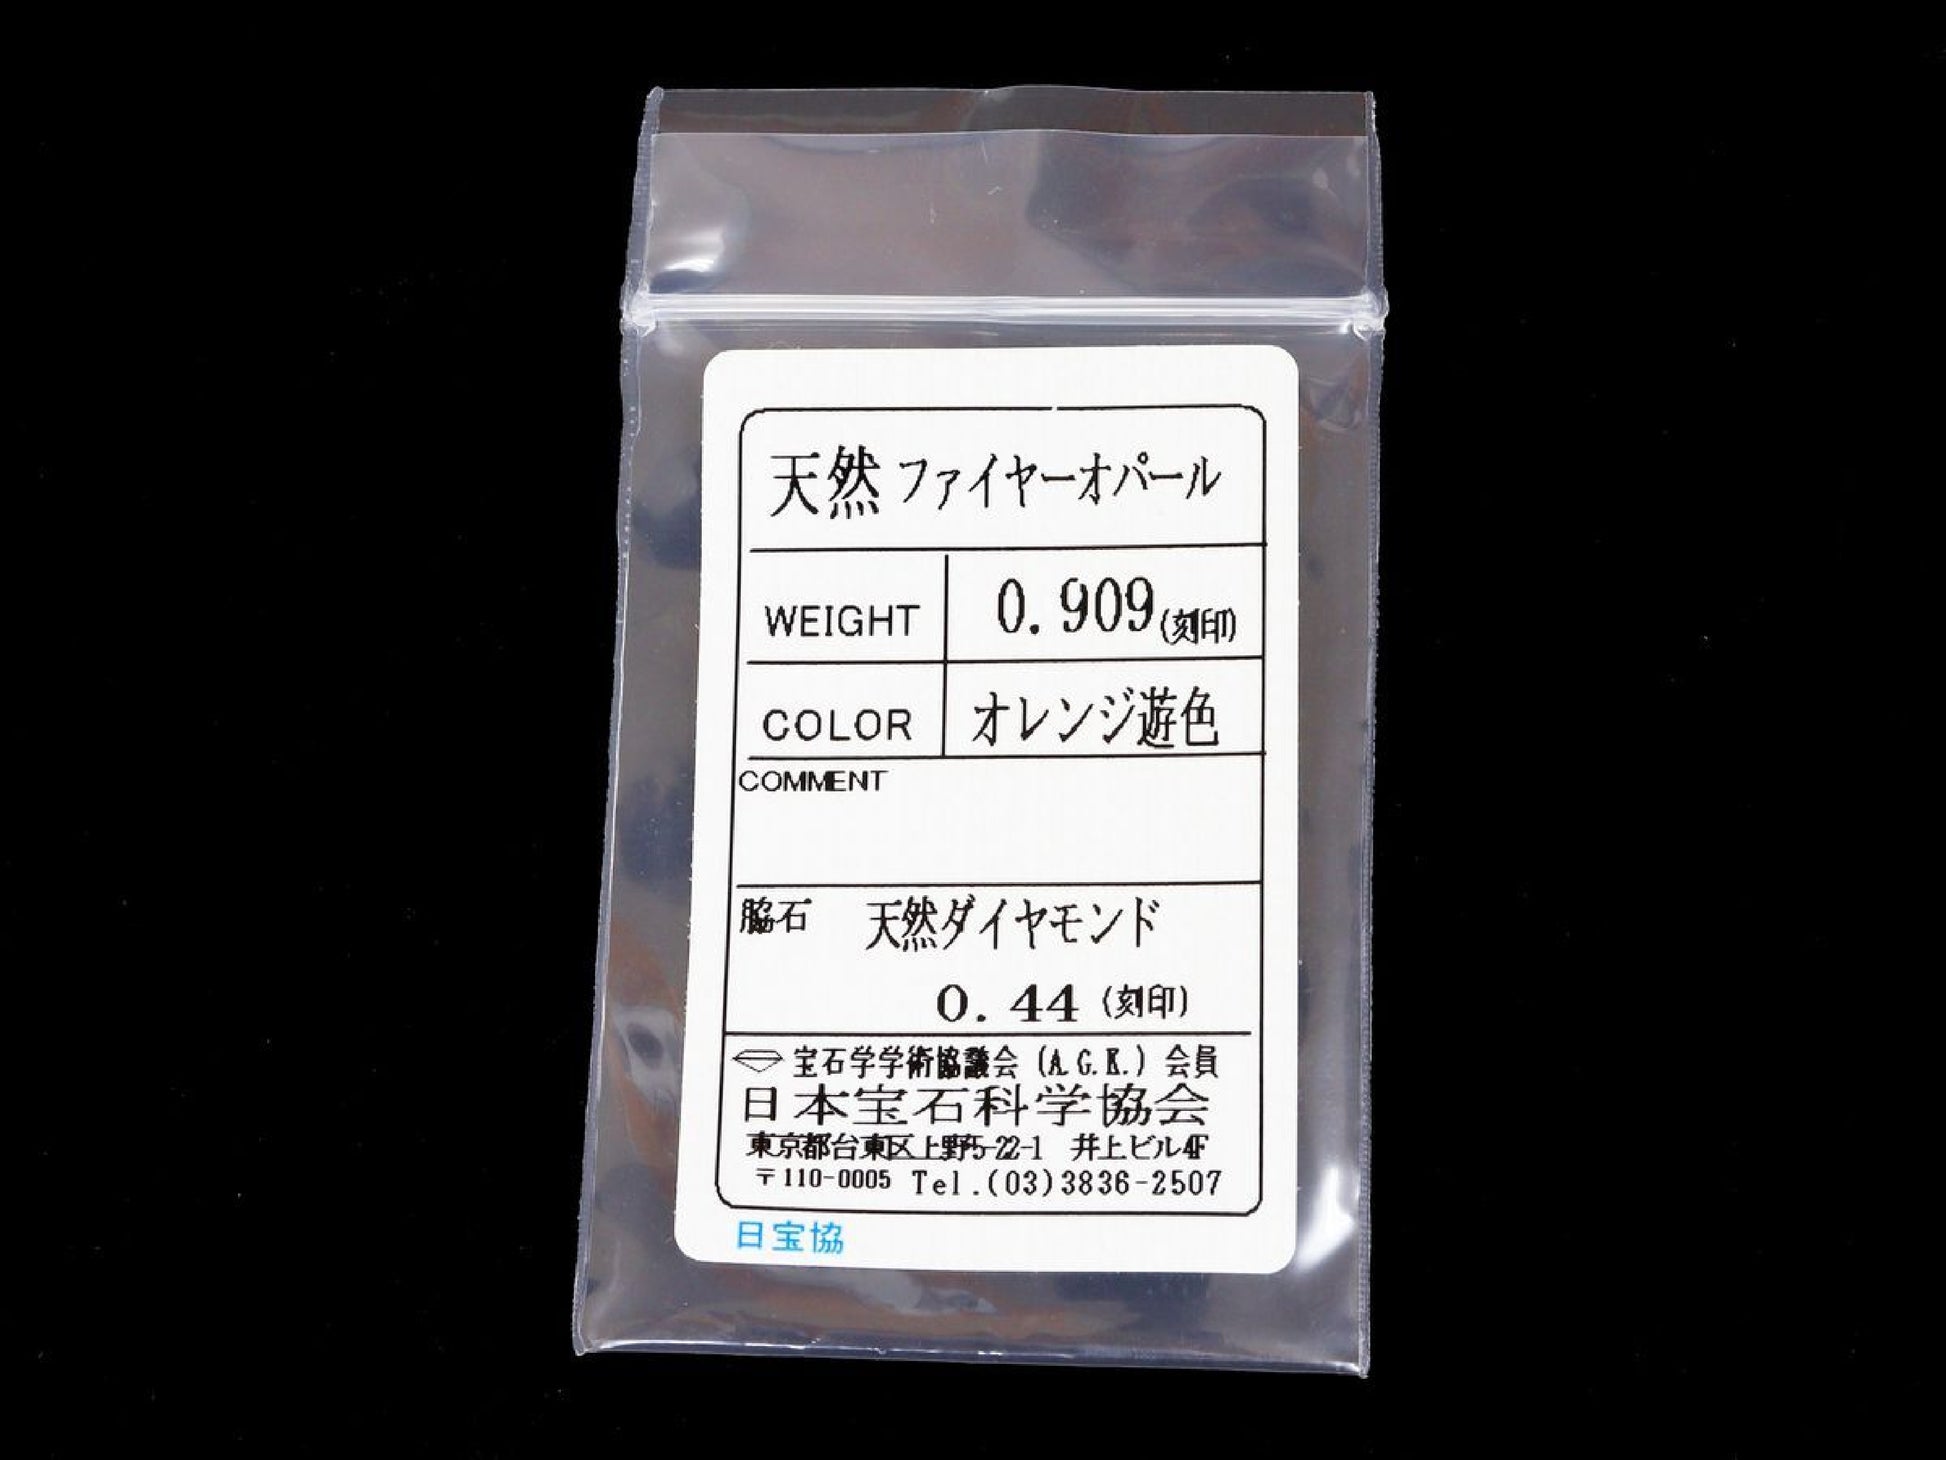 天然 ファイヤーオパール
WEIGHT 0.909(刻印)
COLOR オレンジ遊色
COMMENT
脇石 天然ダイヤモンド
0.44 (刻印)
宝石学学術協議会 (A.G.K.) 会員
日本宝石科学協会
東京都台東区上野5-22-1 井上ビル4F
〒110-0005 Tel.(03)3836-2507
日宝協